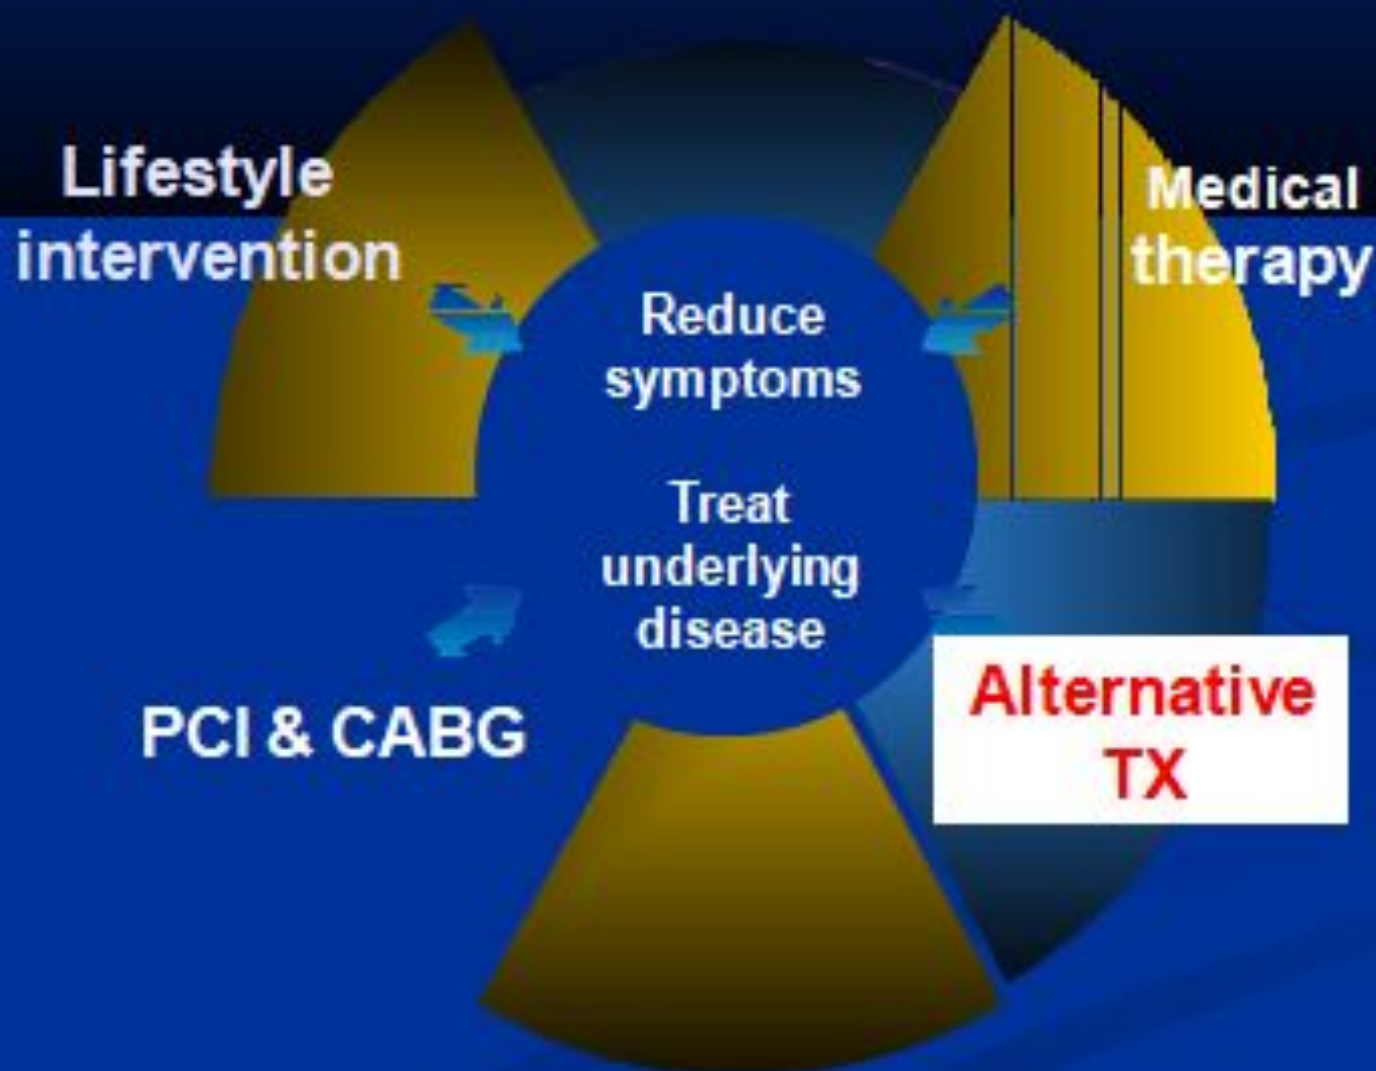 Lifestyle
intervention
Medical
therapy
Reduce
symptoms
Treat
underlying
disease
PCI & CABG
Alternative
TX